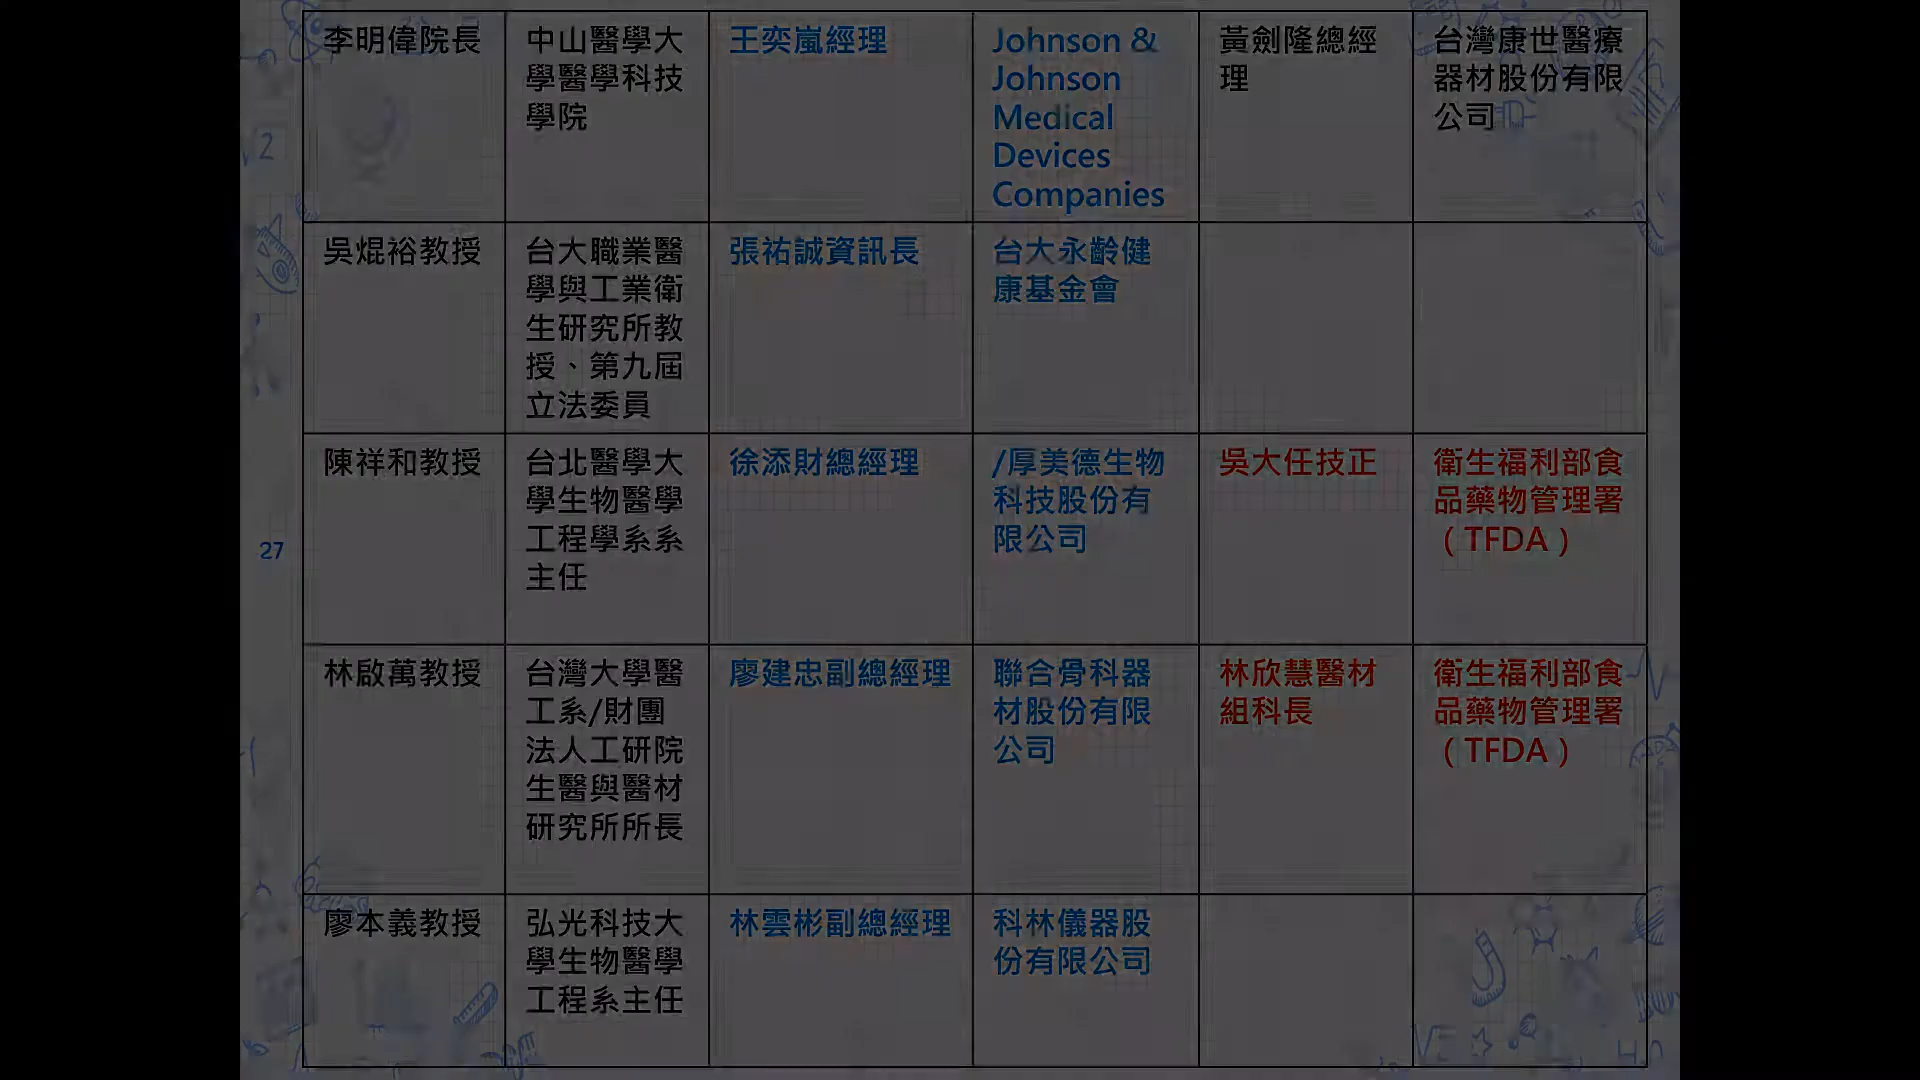 李明偉院長
中山醫學大
學醫學科技
學院
王奕嵐經理
Johnson &
Johnson
Medical
Devices
Companies
黃劍隆總經
理
台灣康世醫療
器材股份有限
公司
吳焜裕教授
台大職業醫
學與工業衛
生研究所教
授、第九屆
立法委員
張祐誠資訊長
台大永齡健
康基金會
陳祥和教授
台北醫學大
學生物醫學
工程學系系
主任
徐添財總經理
/厚美德生物
科技股份有
限公司
吳大任技正
衛生福利部食
品藥物管理署
（TFDA）
27
林啟萬教授
台灣大學醫
工系/財團
法人工研院
生醫與醫材
研究所所長
廖建忠副總經理
聯合骨科器
材股份有限
公司
林欣慧醫材
組科長
衛生福利部食
品藥物管理署
（TFDA）
廖本義教授
弘光科技大
學生物醫學
工程系主任
林雲彬副總經理
科林儀器股
份有限公司